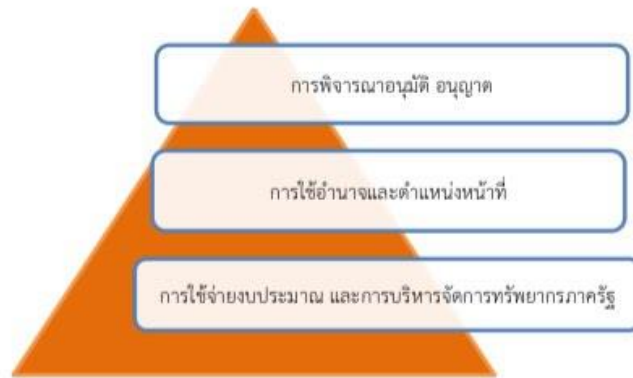 การพิจารณาอนุมัติ อนุญาต
การใช้อำนาจและตำแหน่งหน้าที่
การใช้จ่ายงบประมาณ และการบริหารจัดการทรัพยากรภาครัฐ